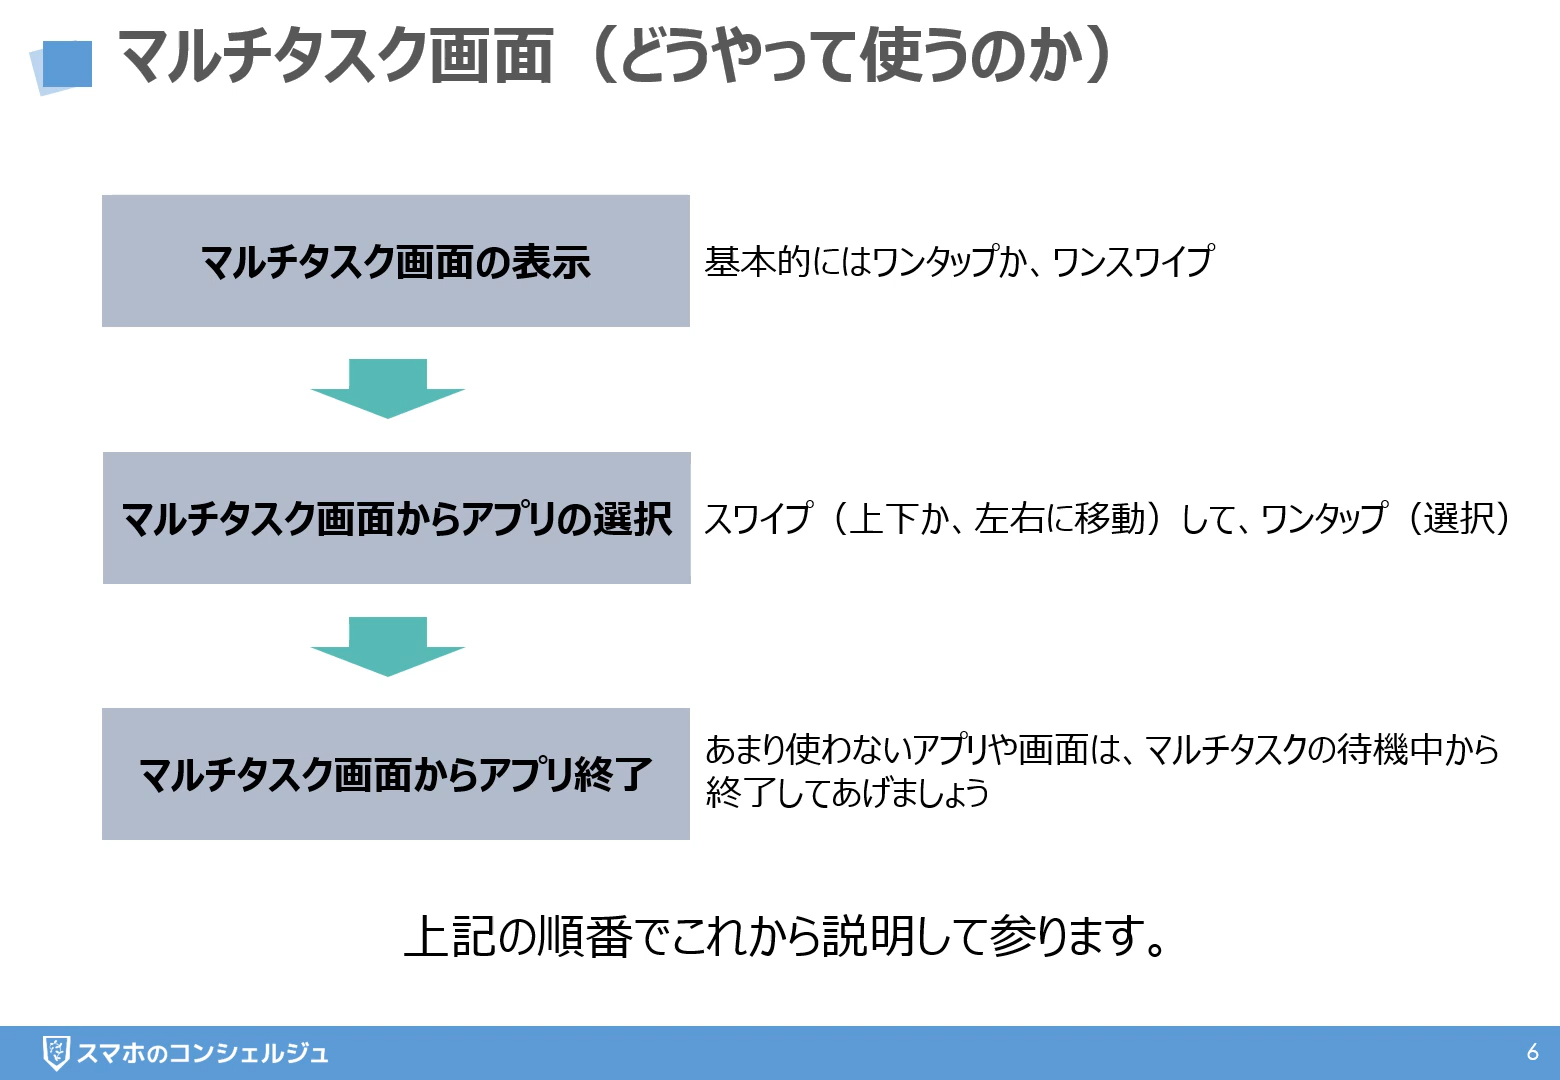 マルチタスク画面（どうやって使うのか）
マルチタスク画面の表示
基本的にはワンタップか、ワンスワイプ
マルチタスク画面からアプリの選択
スワイプ（上下か、左右に移動）して、ワンタップ（選択）
マルチタスク画面からアプリ終了
あまり使わないアプリや画面は、マルチタスクの待機中から
終了してあげましょう
上記の順番でこれから説明して参ります。
スマホのコンシェルジュ
6